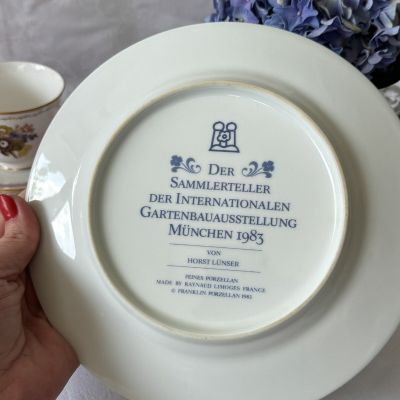 DER
SAMMLERTELLER
DER INTERNATIONALEN
GARTENBAUAUSSTELLUNG
MÜNCHEN 1983
VON
HORST LÜNSER
FEINES PORZELLAN
MADE BY RAYNAUD LIMOGES FRANCE
© FRANKLIN PORZELLAN 1982